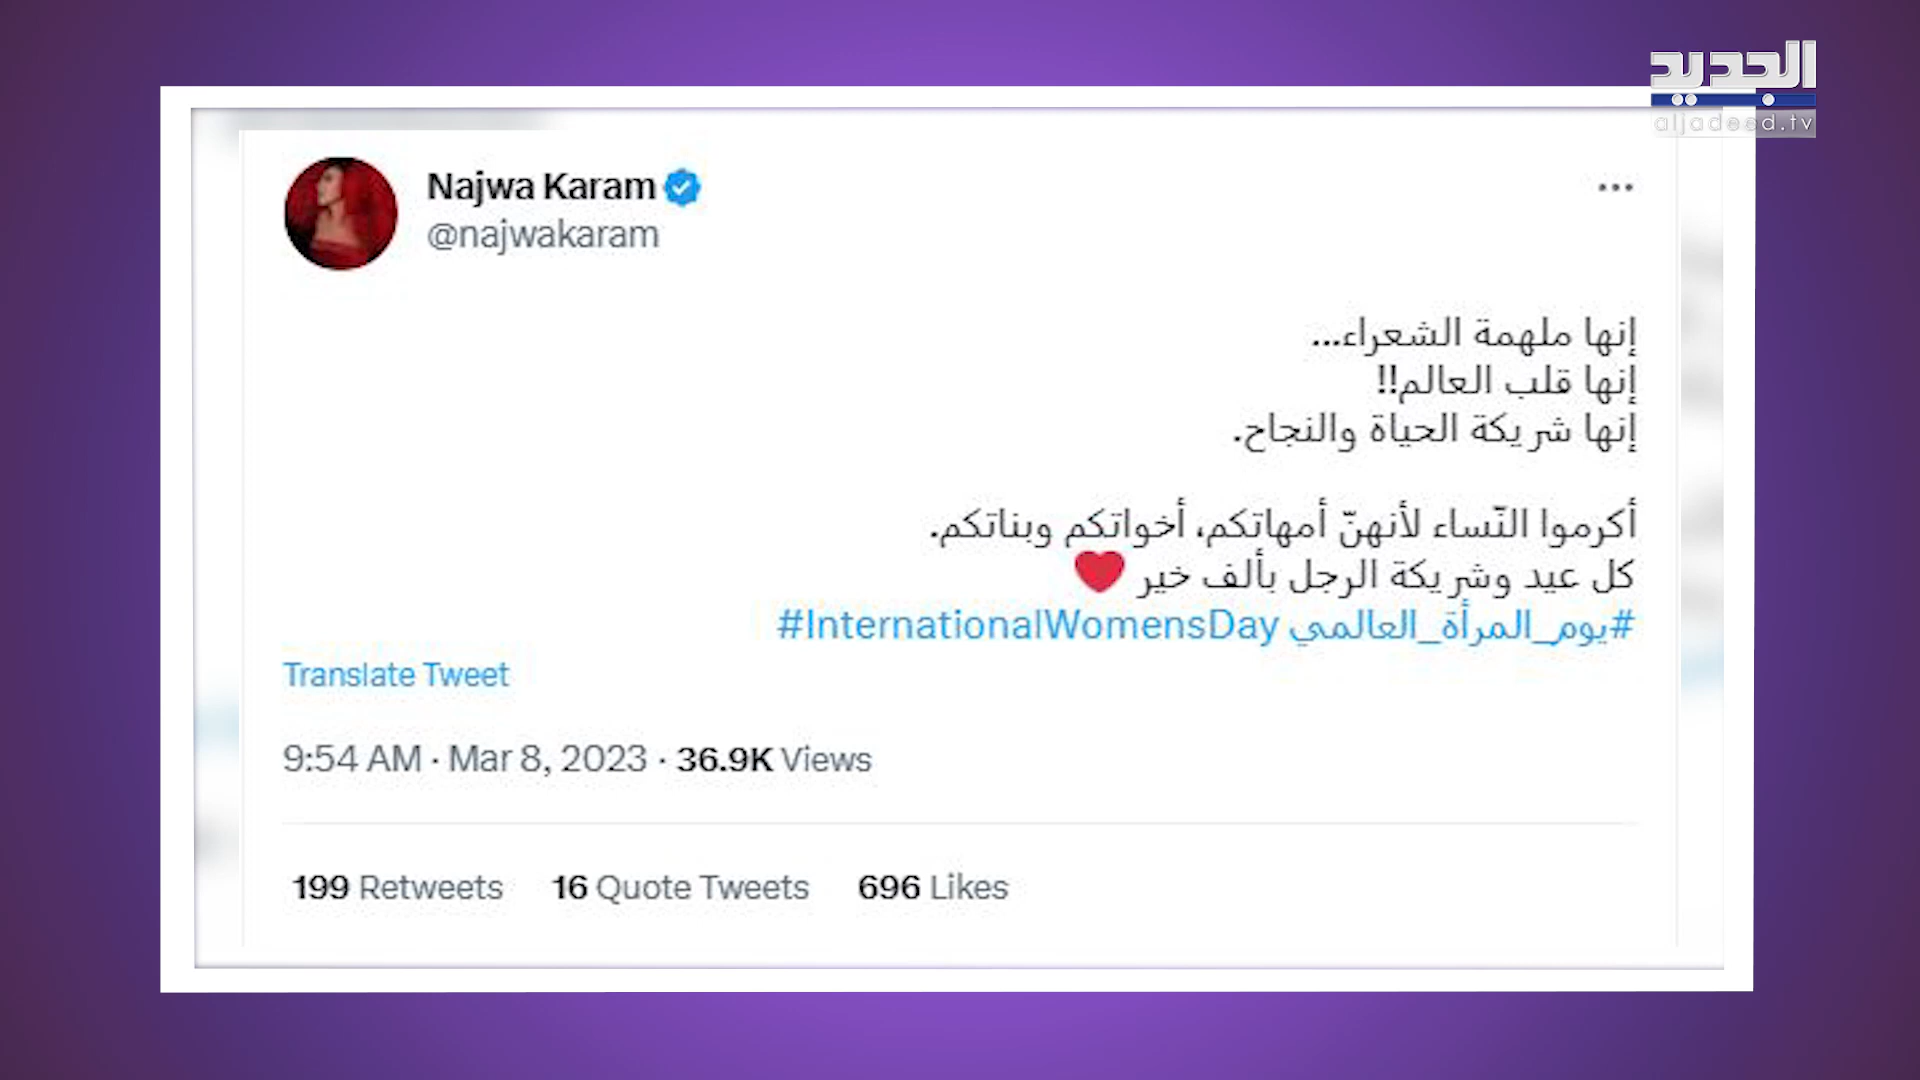 الجديد
aljadeed.tv
Najwa Karam
@najwakaram
إنها ملهمة الشعراء...
إنها قلب العالم!!
إنها شريكة الحياة والنجاح.
أكرموا النّساء لأنهنّ أمهاتكم، أخواتكم وبناتكم.
كل عيد وشريكة الرجل بألف خير ❤️
#يوم_المرأة_العالمي #InternationalWomensDay
Translate Tweet
9:54 AM · Mar 8, 2023 · 36.9K Views
199 Retweets 16 Quote Tweets 696 Likes